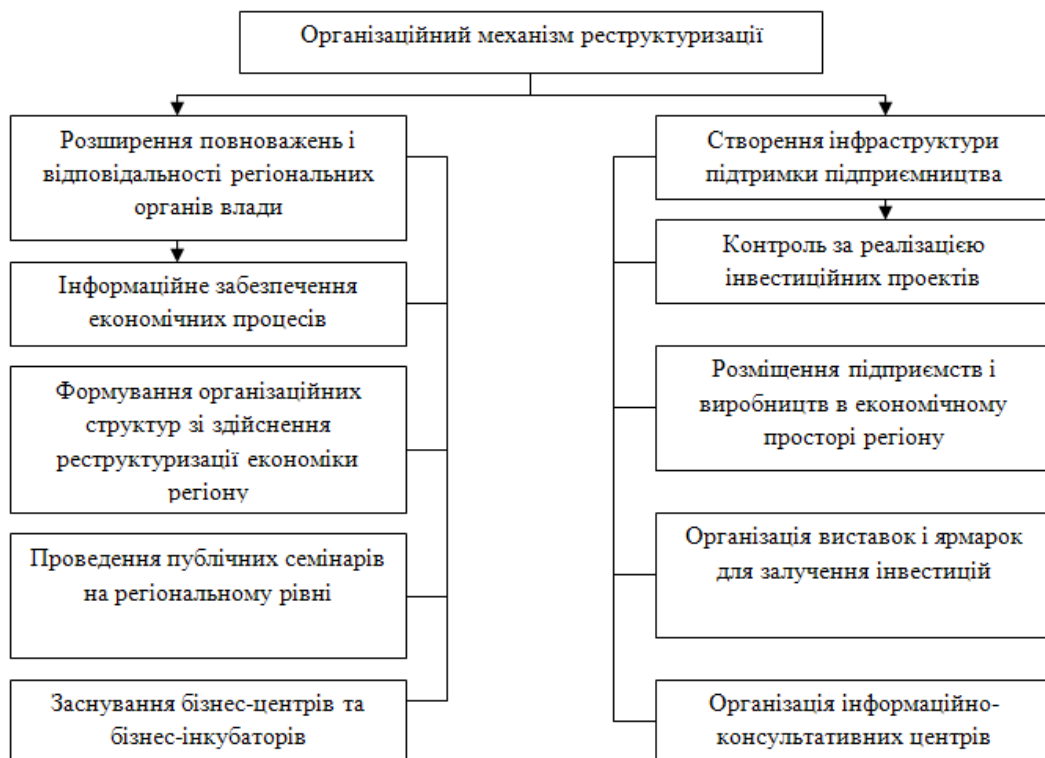 Організаційний механізм реструктуризації
Розширення повноважень і
відповідальності регіональних
органів влади
Інформаційне забезпечення
економічних процесів
Формування організаційних
структур зі здійснення
реструктуризації економіки
регіону
Проведення публічних семінарів
на регіональному рівні
Заснування бізнес-центрів та
бізнес-інкубаторів
Створення інфраструктури
підтримки підприємництва
Контроль за реалізацією
інвестиційних проектів
Розміщення підприємств і
виробництв в економічному
просторі регіону
Організація виставок і ярмарок
для залучення інвестицій
Організація інформаційно-
консультативних центрів